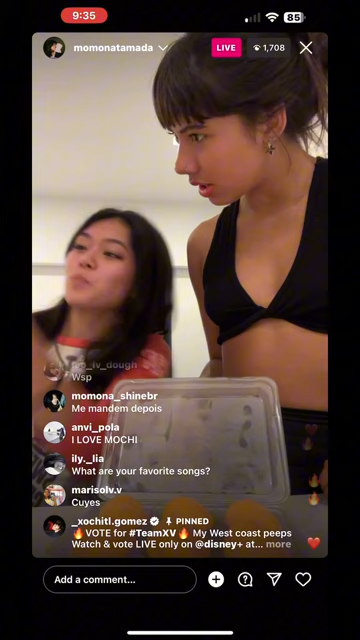 9:35
85
momonatamada
LIVE
1,708
_lv_dough
Wsp
momona_shinebr
Me mandem depois
anvi_pola
I LOVE MOCHI
ily._.lia
What are your favorite songs?
marisolv.v
Cuyes
_xochitl.gomez PINNED
🔥VOTE for #TeamXV🔥 My West coast peeps
Watch & vote LIVE only on @disney+ at... more
Add a comment...